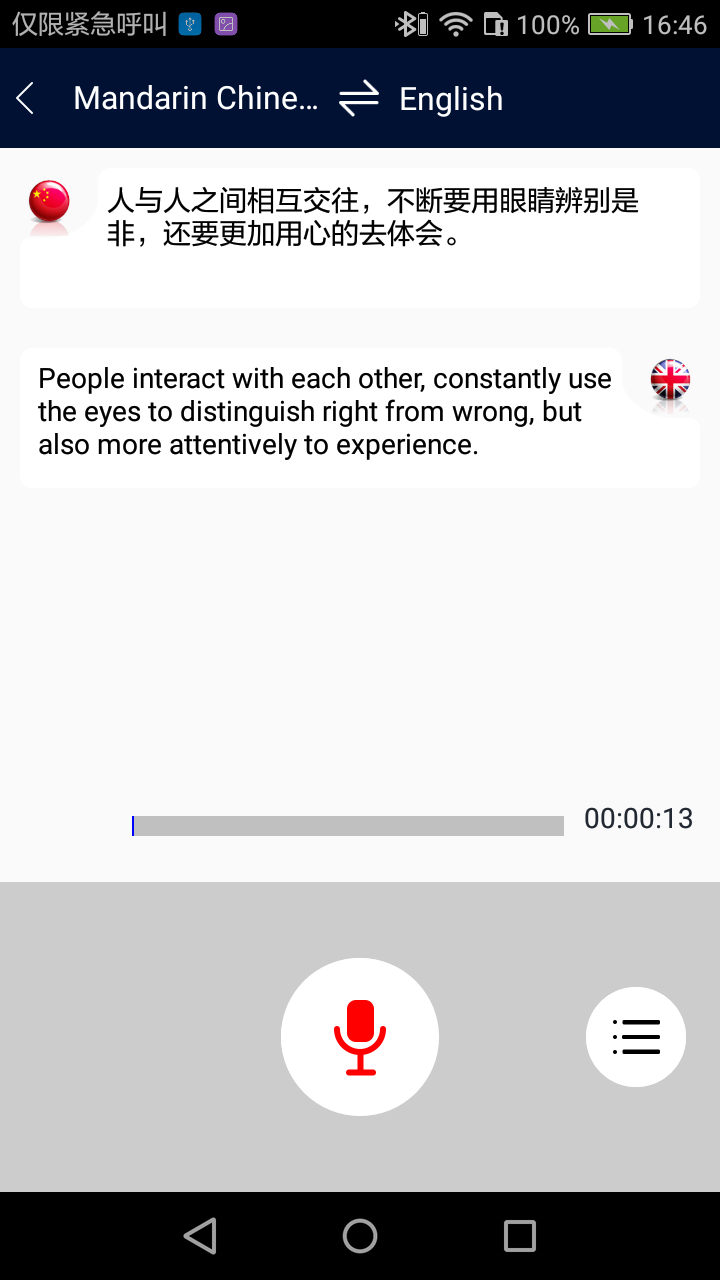 仅限紧急呼叫 100% 16:46
Mandarin Chine... English
人与人之间相互交往，不断要用眼睛辨别是
非，还要更加用心的去体会。
People interact with each other, constantly use
the eyes to distinguish right from wrong, but
also more attentively to experience.
00:00:13